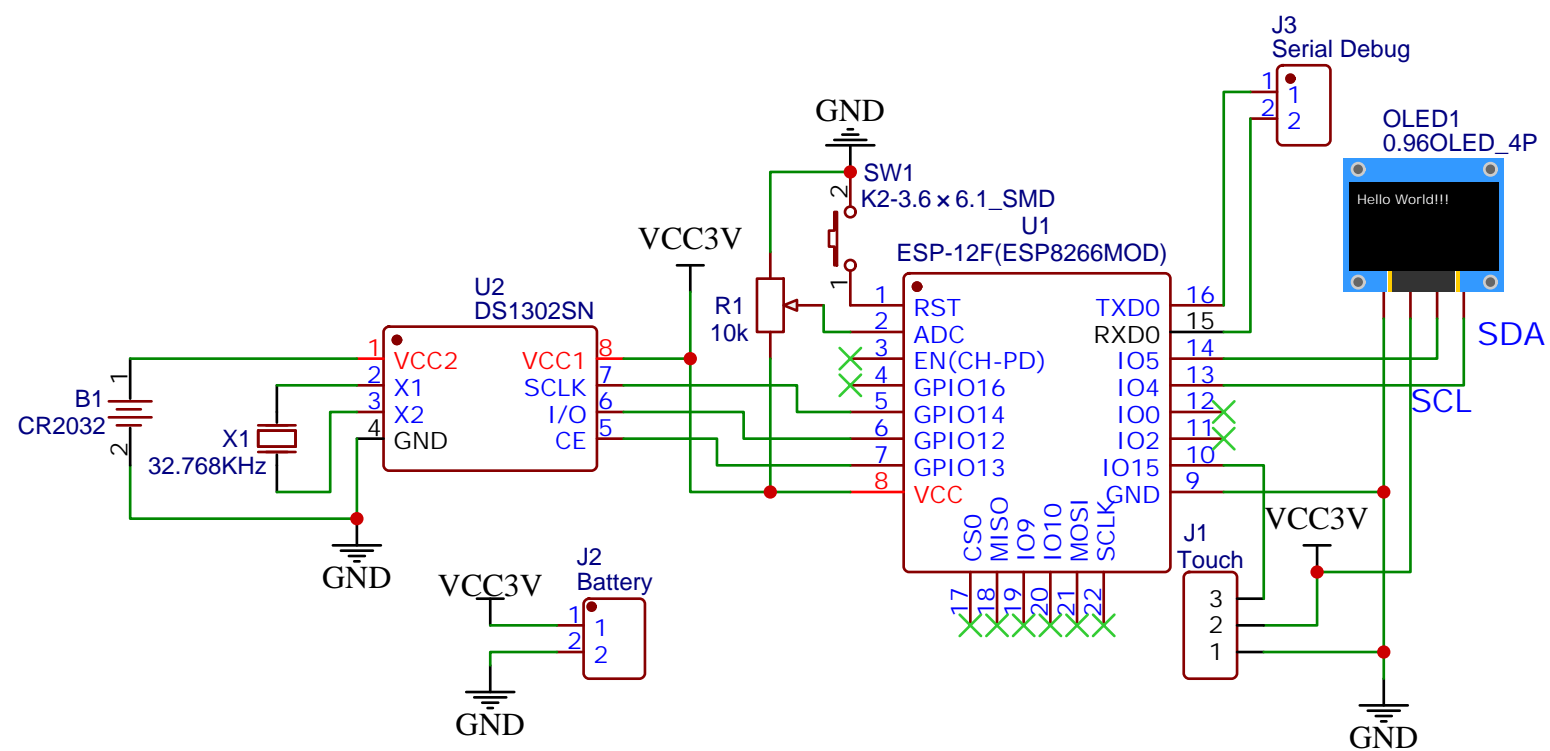 J3
Serial Debug
1
1
2
2
OLED1
0.96OLED_4P
Hello World!!!
SDA
SCL
GND
SW1
2
K2-3.6×6.1_SMD
1
VCC3V
R1
10k
U1
ESP-12F(ESP8266MOD)
1 RST
2 ADC
3 EN(CH-PD)
4 GPIO16
5 GPIO14
6 GPIO12
7 GPIO13
8 VCC
TXD0 16
RXD0 15
IO5 14
IO4 13
IO0 12
IO2 11
IO15 10
GND 9
CS0 17
MISO 18
IO9 19
IO10 20
MOSI 21
SCLK 22
U2
DS1302SN
1 VCC2
2 X1
3 X2
4 GND
VCC1 8
SCLK 7
I/O 6
CE 5
1
B1
CR2032
2
X1
32.768KHz
GND
VCC3V
J2
Battery
1
1
2
2
GND
VCC3V
J1
Touch
3
2
1
GND